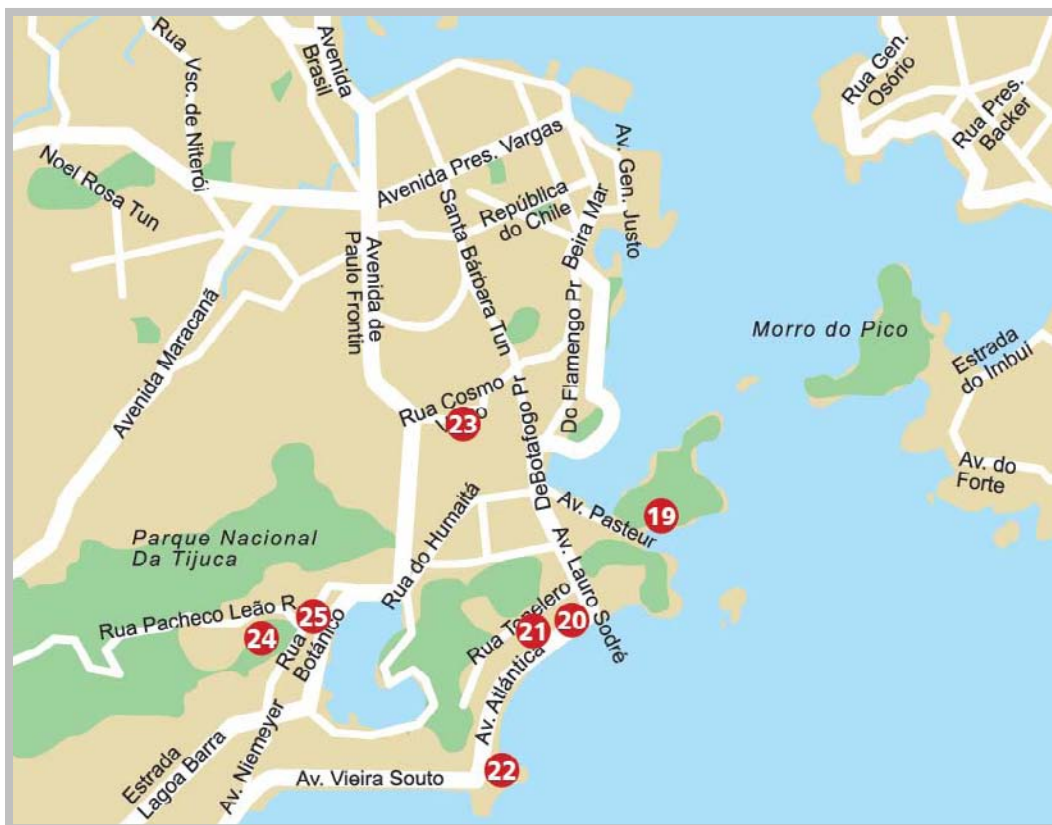 Rua Vsc. de Niterói
Avenida
Brasil
Rua Gen.
Osório
Rua Pres.
Backer
Noel Rosa Tun
Avenida Pres. Vargas
Av. Gen. Justo
República
do Chile
Santa Bárbara Tun
Beira Mar
Avenida de
Paulo Frontin
Avenida Maracanã
Morro do Pico
Estrada
do Imbuí
Do Flamengo Pr
Rua Cosmo
23
DeBotafogo Pr
Av. do
Forte
Rua do Humaitá
Av. Pasteur
19
Parque Nacional
Da Tijuca
Av. Lauro Sodré
Rua Pacheco Leão R
25
24
Rua
Botánico
Rua Tonelero
21
20
Av. Atlántica
Estrada
Lagoa Barra
Av. Niemeyer
Av. Vieira Souto
22